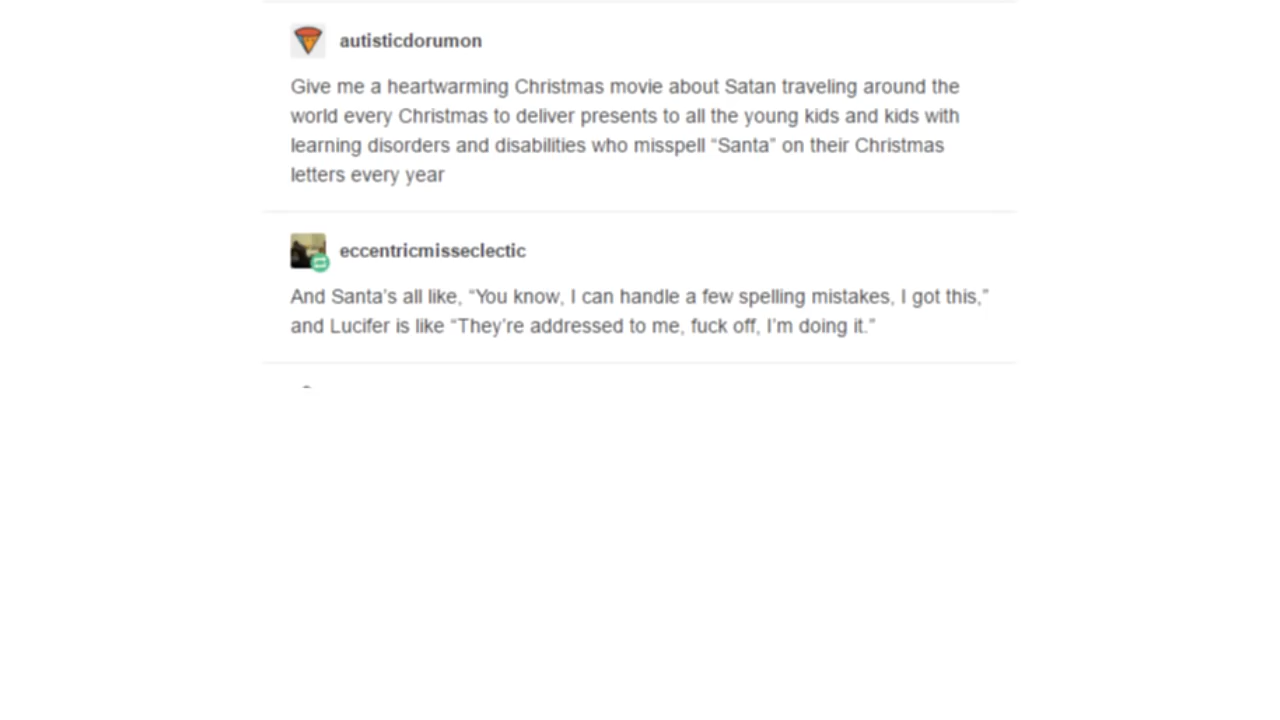 autisticdorumon
Give me a heartwarming Christmas movie about Satan traveling around the
world every Christmas to deliver presents to all the young kids and kids with
learning disorders and disabilities who misspell “Santa” on their Christmas
letters every year
eccentricmisseclectic
And Santa’s all like, “You know, I can handle a few spelling mistakes, I got this,”
and Lucifer is like “They’re addressed to me, fuck off, I’m doing it.”